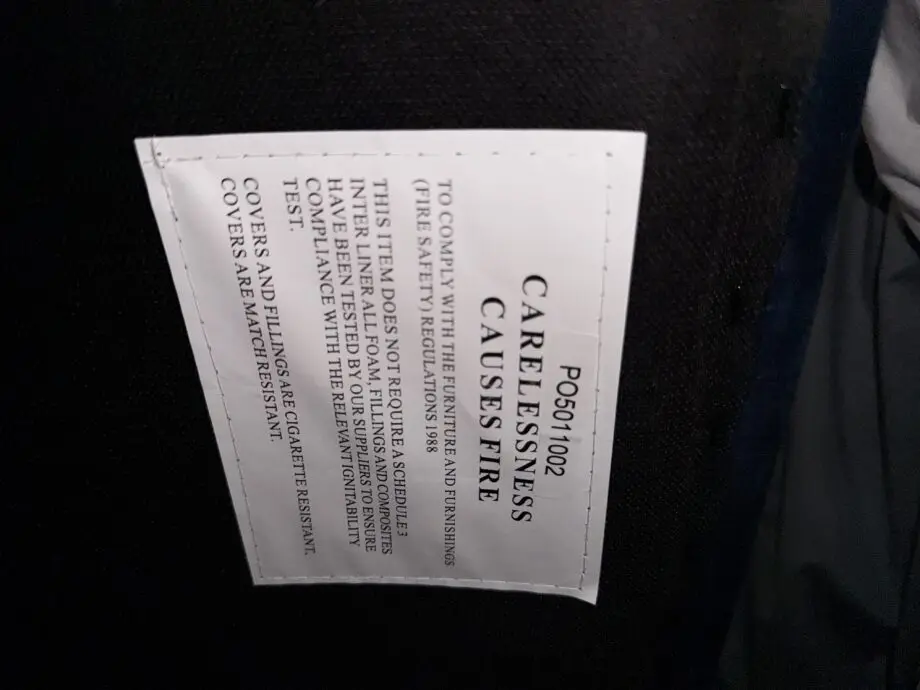 PO5011002
CARELESSNESS
CAUSES FIRE
TO COMPLY WITH THE FURNITURE AND FURNISHINGS
(FIRE SAFETY) REGULATIONS 1988
THIS ITEM DOES NOT REQUIRE A SCHEDULE 3
INTER LINER ALL FOAM, FILLINGS AND COMPOSITES
HAVE BEEN TESTED BY OUR SUPPLIERS TO ENSURE
COMPLIANCE WITH THE RELEVANT IGNITABILITY
TEST.
COVERS AND FILLINGS ARE CIGARETTE RESISTANT.
COVERS ARE MATCH RESISTANT.